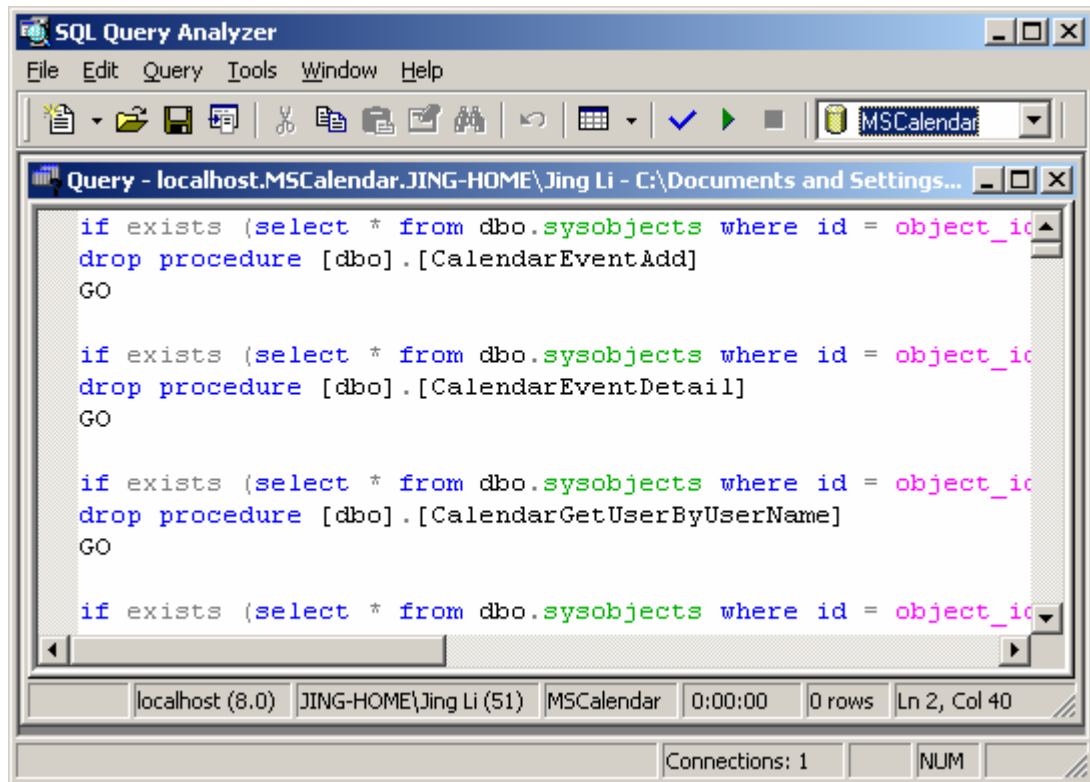 SQL Query Analyzer
File Edit Query Tools Window Help
MSCalendar
Query - localhost.MSCalendar.JING-HOME\Jing Li - C:\Documents and Settings...
if exists (select * from dbo.sysobjects where id = object_id
drop procedure [dbo].[CalendarEventAdd]
GO
if exists (select * from dbo.sysobjects where id = object_id
drop procedure [dbo].[CalendarEventDetail]
GO
if exists (select * from dbo.sysobjects where id = object_id
drop procedure [dbo].[CalendarGetUserByUserName]
GO
if exists (select * from dbo.sysobjects where id = object_id
localhost (8.0) JING-HOME\Jing Li (51) MSCalendar 0:00:00 0 rows Ln 2, Col 40
Connections: 1 NUM